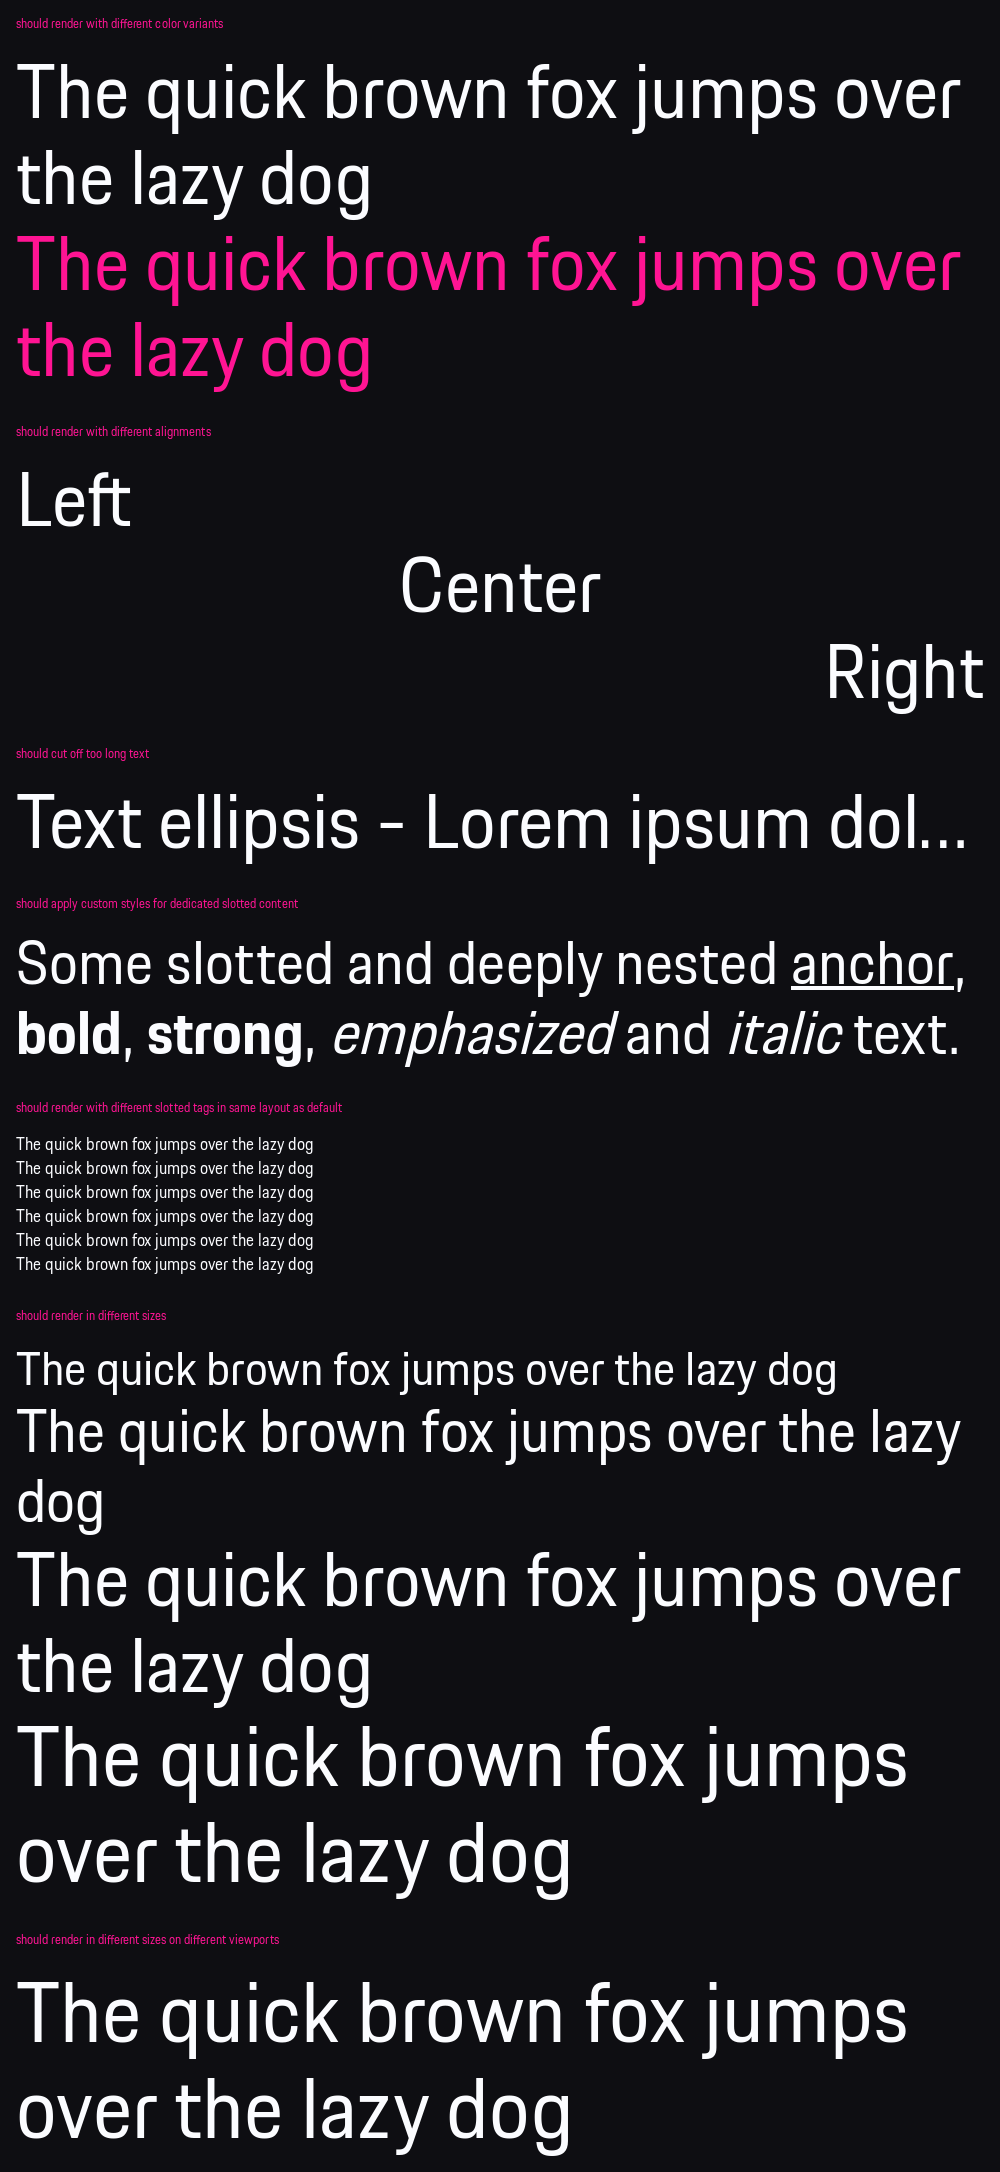 should render with different color variants
The quick brown fox jumps over
the lazy dog
The quick brown fox jumps over
the lazy dog
should render with different alignments
Left
Center
Right
should cut off too long text
Text ellipsis - Lorem ipsum dol...
should apply custom styles for dedicated slotted content
Some slotted and deeply nested anchor,
bold, strong, emphasized and italic text.
should render with different slotted tags in same layout as default
The quick brown fox jumps over the lazy dog
The quick brown fox jumps over the lazy dog
The quick brown fox jumps over the lazy dog
The quick brown fox jumps over the lazy dog
The quick brown fox jumps over the lazy dog
The quick brown fox jumps over the lazy dog
should render in different sizes
The quick brown fox jumps over the lazy dog
The quick brown fox jumps over the lazy
dog
The quick brown fox jumps over
the lazy dog
The quick brown fox jumps
over the lazy dog
should render in different sizes on different viewports
The quick brown fox jumps
over the lazy dog